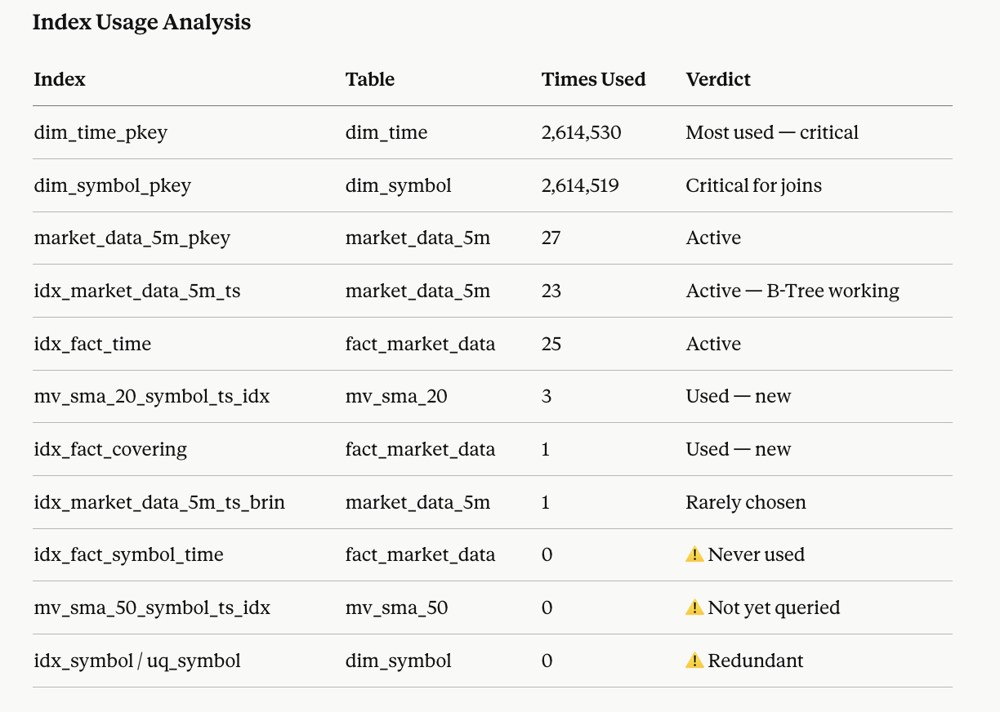 Index Usage Analysis
Index Table Times Used Verdict
dim_time_pkey dim_time 2,614,530 Most used — critical
dim_symbol_pkey dim_symbol 2,614,519 Critical for joins
market_data_5m_pkey market_data_5m 27 Active
idx_market_data_5m_ts market_data_5m 23 Active — B-Tree working
idx_fact_time fact_market_data 25 Active
mv_sma_20_symbol_ts_idx mv_sma_20 3 Used — new
idx_fact_covering fact_market_data 1 Used — new
idx_market_data_5m_ts_brin market_data_5m 1 Rarely chosen
idx_fact_symbol_time fact_market_data 0 ⚠️ Never used
mv_sma_50_symbol_ts_idx mv_sma_50 0 ⚠️ Not yet queried
idx_symbol / uq_symbol dim_symbol 0 ⚠️ Redundant